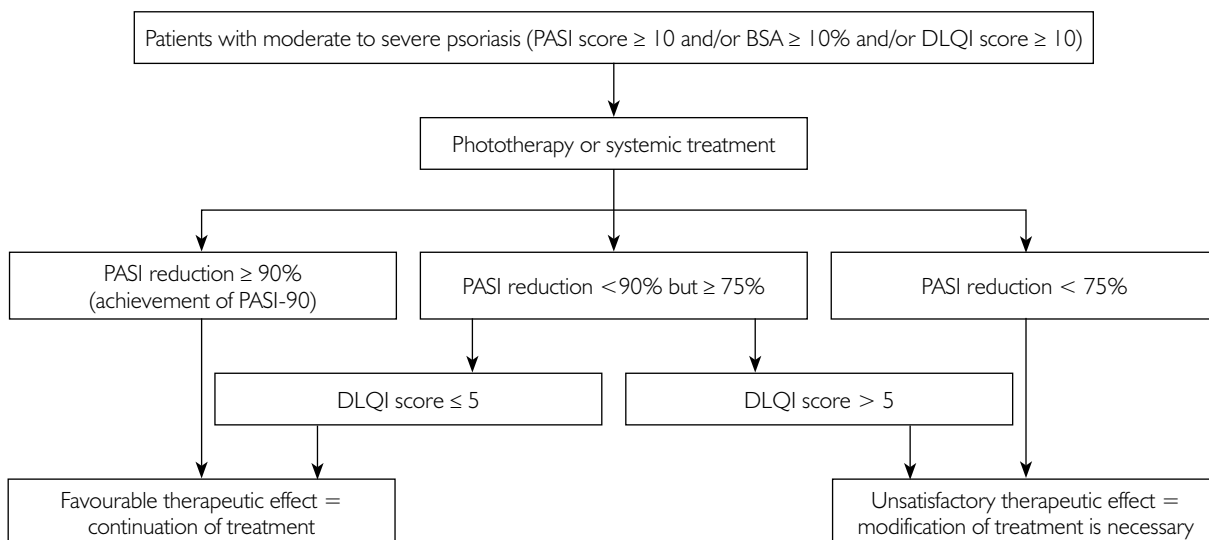 Patients with moderate to severe psoriasis (PASI score ≥ 10 and/or BSA ≥ 10% and/or DLQI score ≥ 10)
Phototherapy or systemic treatment
PASI reduction ≥ 90%
(achievement of PASI-90)
PASI reduction <90% but ≥ 75%
PASI reduction < 75%
DLQI score ≤ 5
DLQI score > 5
Favourable therapeutic effect =
continuation of treatment
Unsatisfactory therapeutic effect =
modification of treatment is necessary